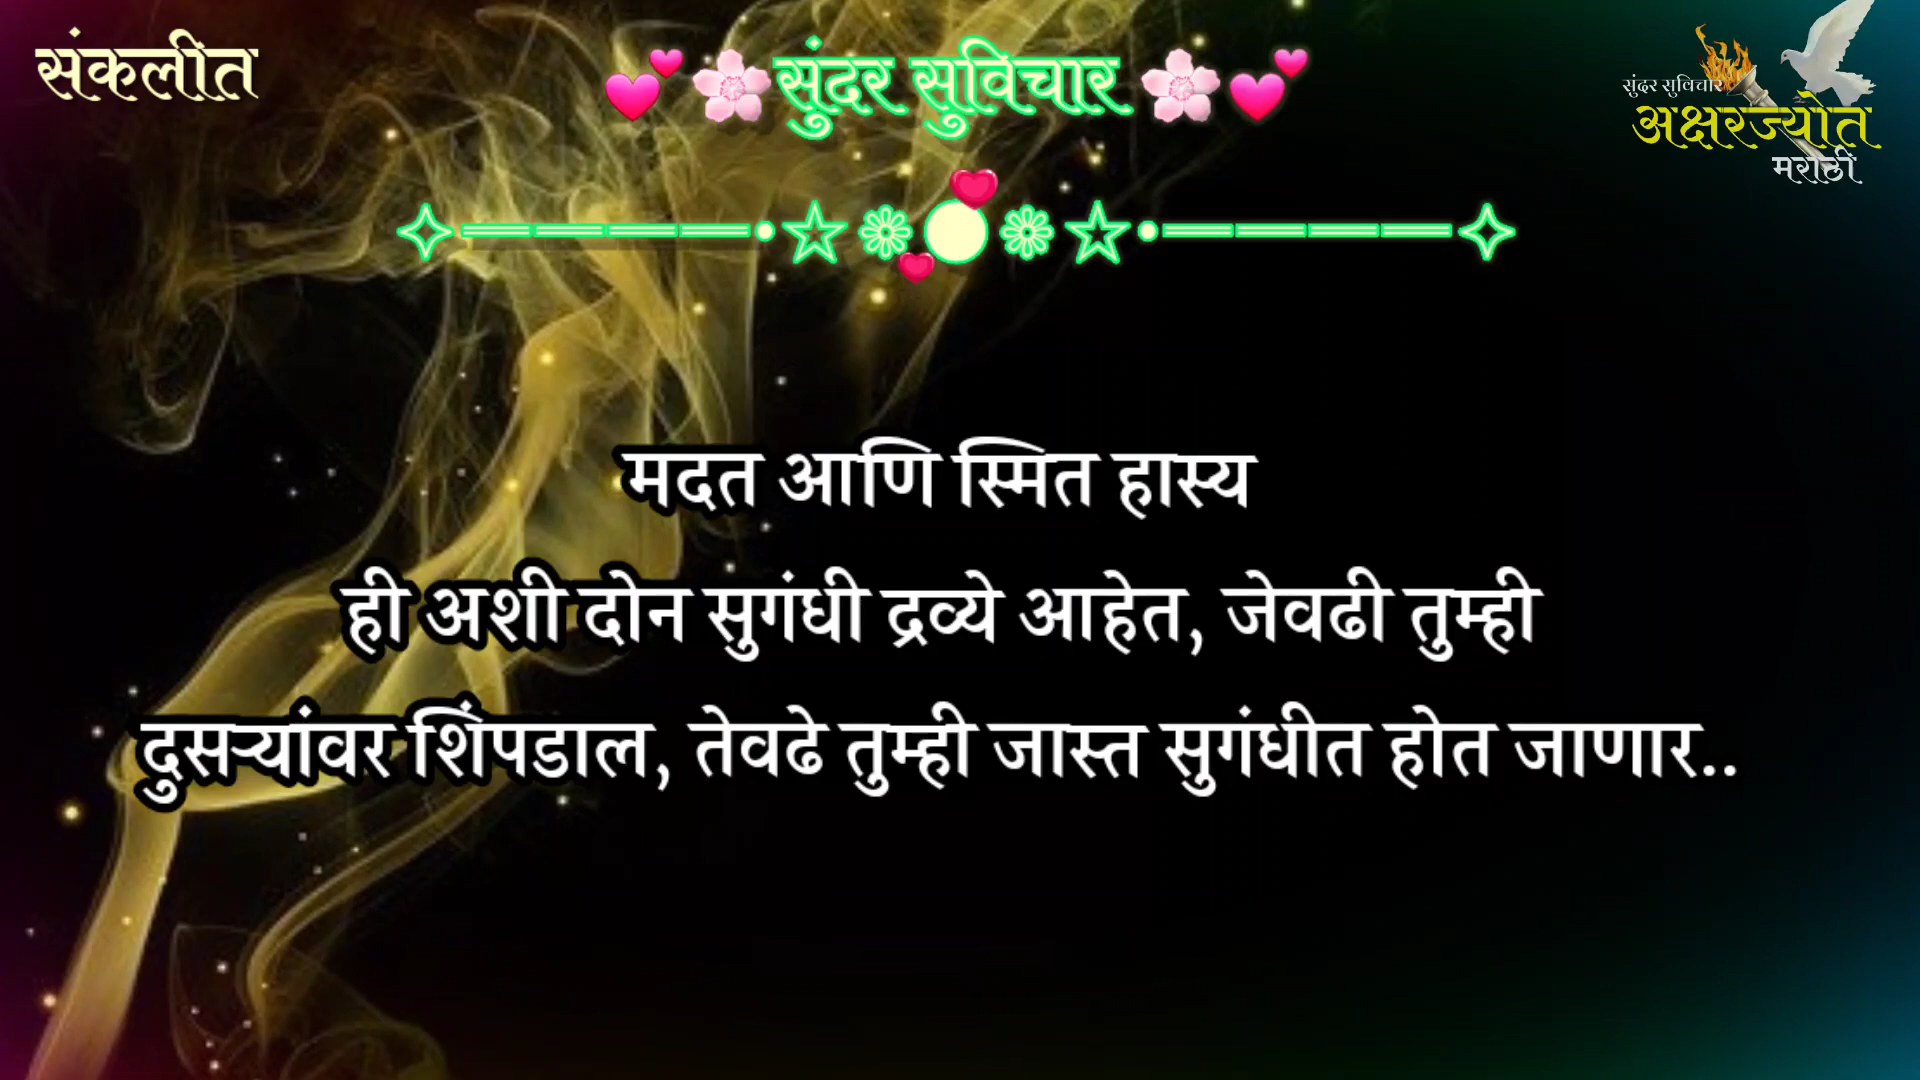 संकलीत
💕🌸सुंदर सुविचार 🌸💕
सुंदर सुविचार
अक्षरज्योत
मराठी
मदत आणि स्मित हास्य
ही अशी दोन सुगंधी द्रव्ये आहेत, जेवढी तुम्ही
दुसऱ्यांवर शिंपडाल, तेवढे तुम्ही जास्त सुगंधीत होत जाणार..